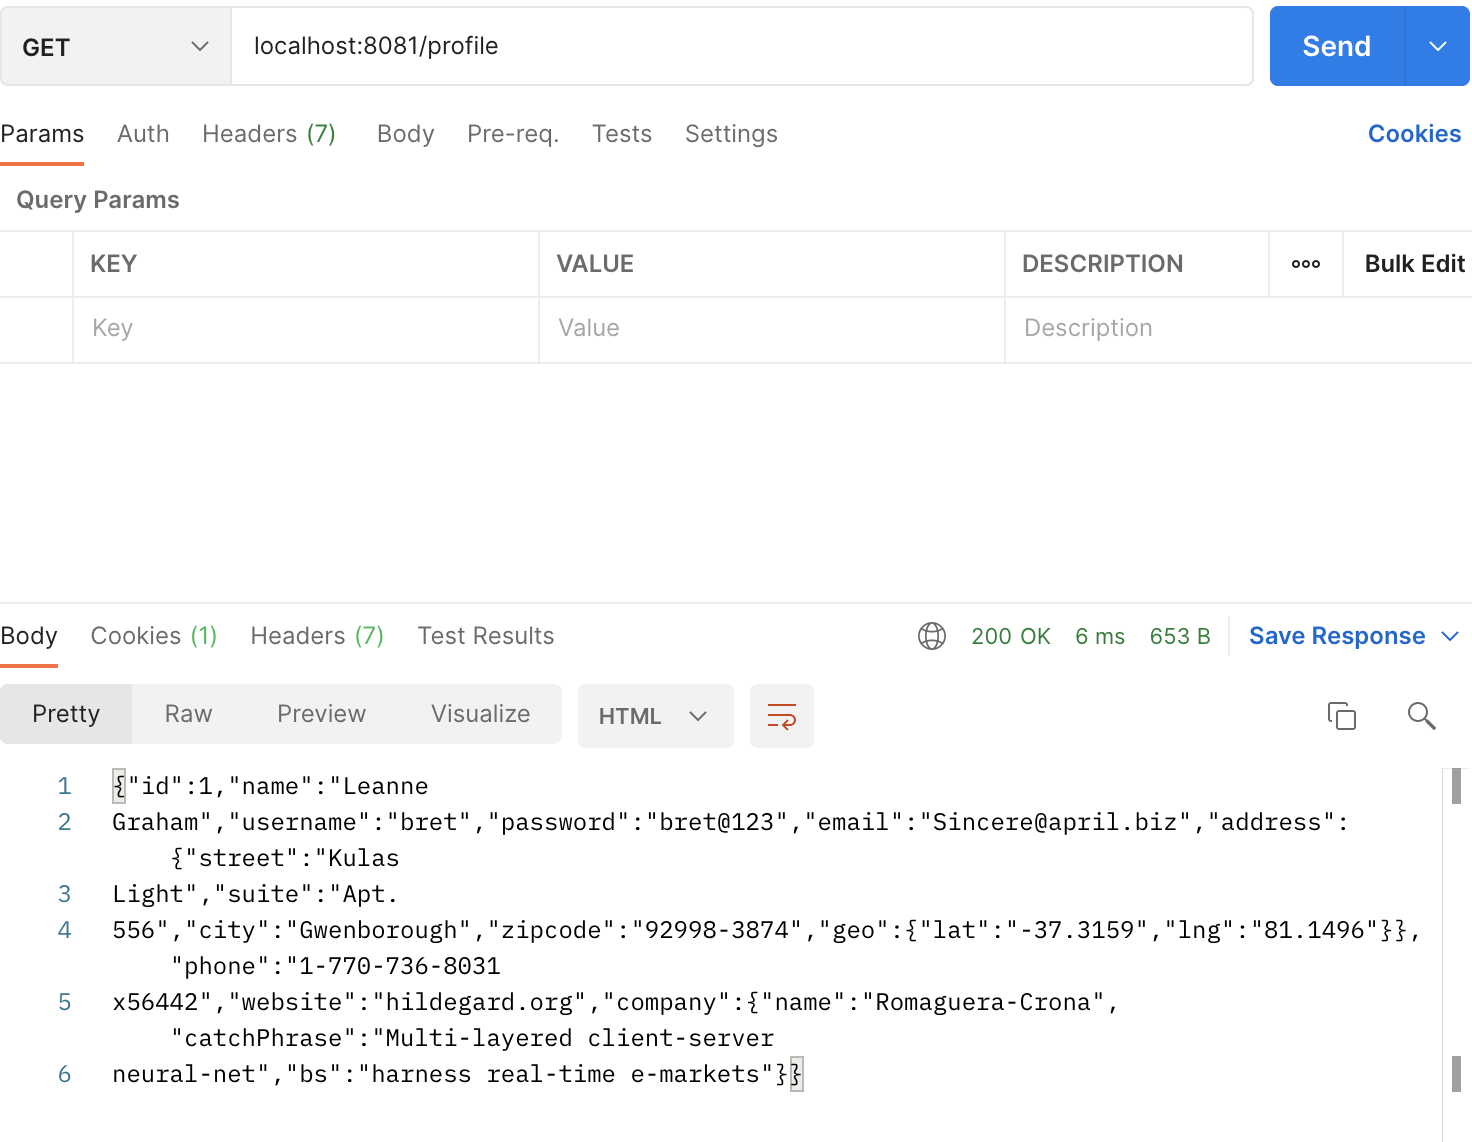 GET localhost:8081/profile Send
Params Auth Headers (7) Body Pre-req. Tests Settings Cookies
Query Params
KEY VALUE DESCRIPTION ooo Bulk Edit
Key Value Description
Body Cookies (1) Headers (7) Test Results 200 OK 6 ms 653 B Save Response
Pretty Raw Preview Visualize HTML
1 {"id":1,"name":"Leanne
2 Graham","username":"bret","password":"bret@123","email":"Sincere@april.biz","address":
{"street":"Kulas
3 Light","suite":"Apt.
4 556","city":"Gwenborough","zipcode":"92998-3874","geo":{"lat":"-37.3159","lng":"81.1496"}},
"phone":"1-770-736-8031
5 x56442","website":"hildegard.org","company":{"name":"Romaguera-Crona",
"catchPhrase":"Multi-layered client-server
6 neural-net","bs":"harness real-time e-markets"}}